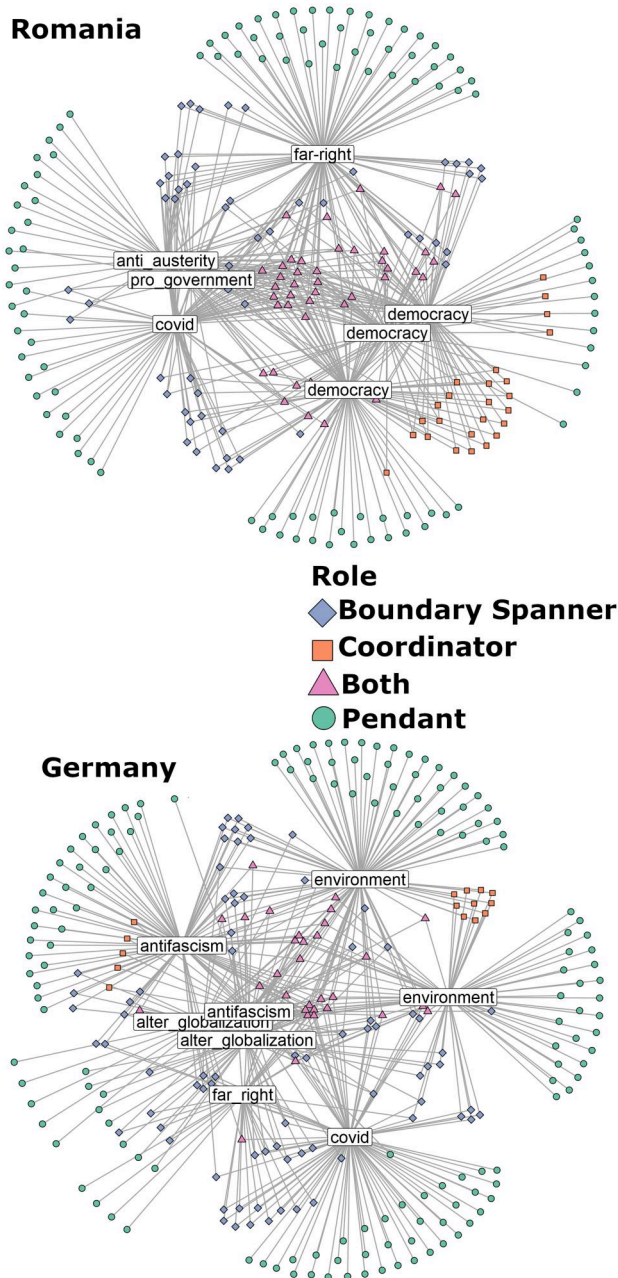 Romania
far-right
anti_austerity
pro_government
covid
democracy
democracy
democracy
Role
Boundary Spanner
Coordinator
Both
Pendant
Germany
environment
antifascism
environment
antifascism
alter_globalization
alter_globalization
far_right
covid